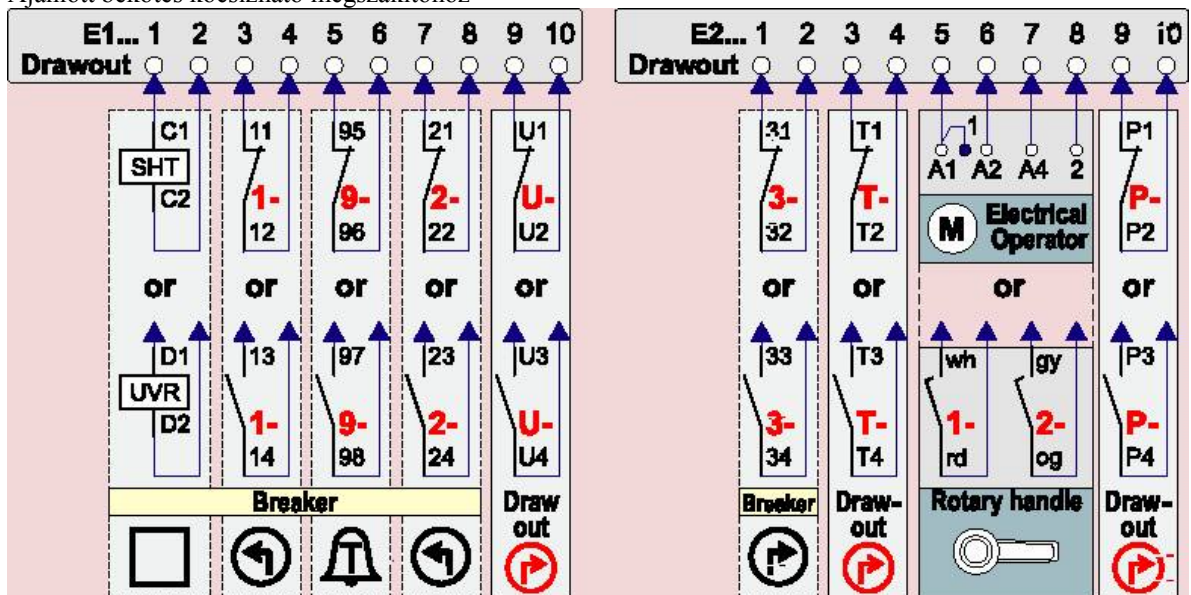 Ajánlott bekötés kocsizható megszakítóhoz
E1... 1 2 3 4 5 6 7 8 9 10
Drawout
E2... 1 2 3 4 5 6 7 8 9 10
Drawout
C1 11 95 21 U1
SHT
C2 1- 9- 2- U-
12 96 22 U2
31 T1 1 P1
A1 A2 A4 2
3- T- P-
M Electrical
Operator
32 T2 P2
or or or or or
or or or or
D1 13 97 23 U3
UVR
D2 1- 9- 2- U-
14 98 24 U4
33 T3 wh gy P3
3- T- 1- 2- P-
34 T4 rd og P4
Breaker
Draw
out
T
Breaker
Draw-
out
Rotary handle
Draw-
out